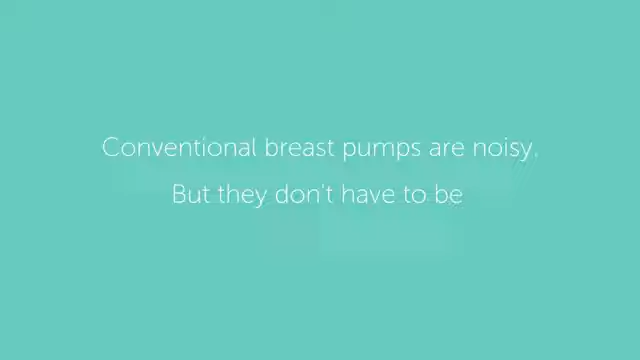 Conventional breast pumps are noisy.
But they don't have to be